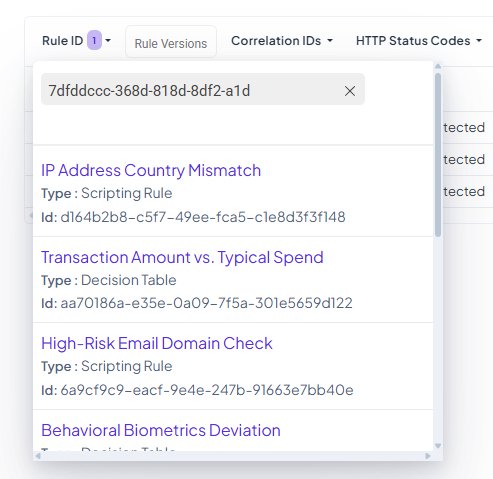 Rule ID 1
Rule Versions
Correlation IDs
HTTP Status Codes
7dfddccc-368d-818d-8df2-a1d
tected
IP Address Country Mismatch
tected
Type : Scripting Rule
tected
Id: d164b2b8-c5f7-49ee-fca5-c1e8d3f3f148
Transaction Amount vs. Typical Spend
Type : Decision Table
Id: aa70186a-e35e-0a09-7f5a-301e5659d122
High-Risk Email Domain Check
Type : Scripting Rule
Id: 6a9cf9c9-eacf-9e4e-247b-91663e7bb40e
Behavioral Biometrics Deviation